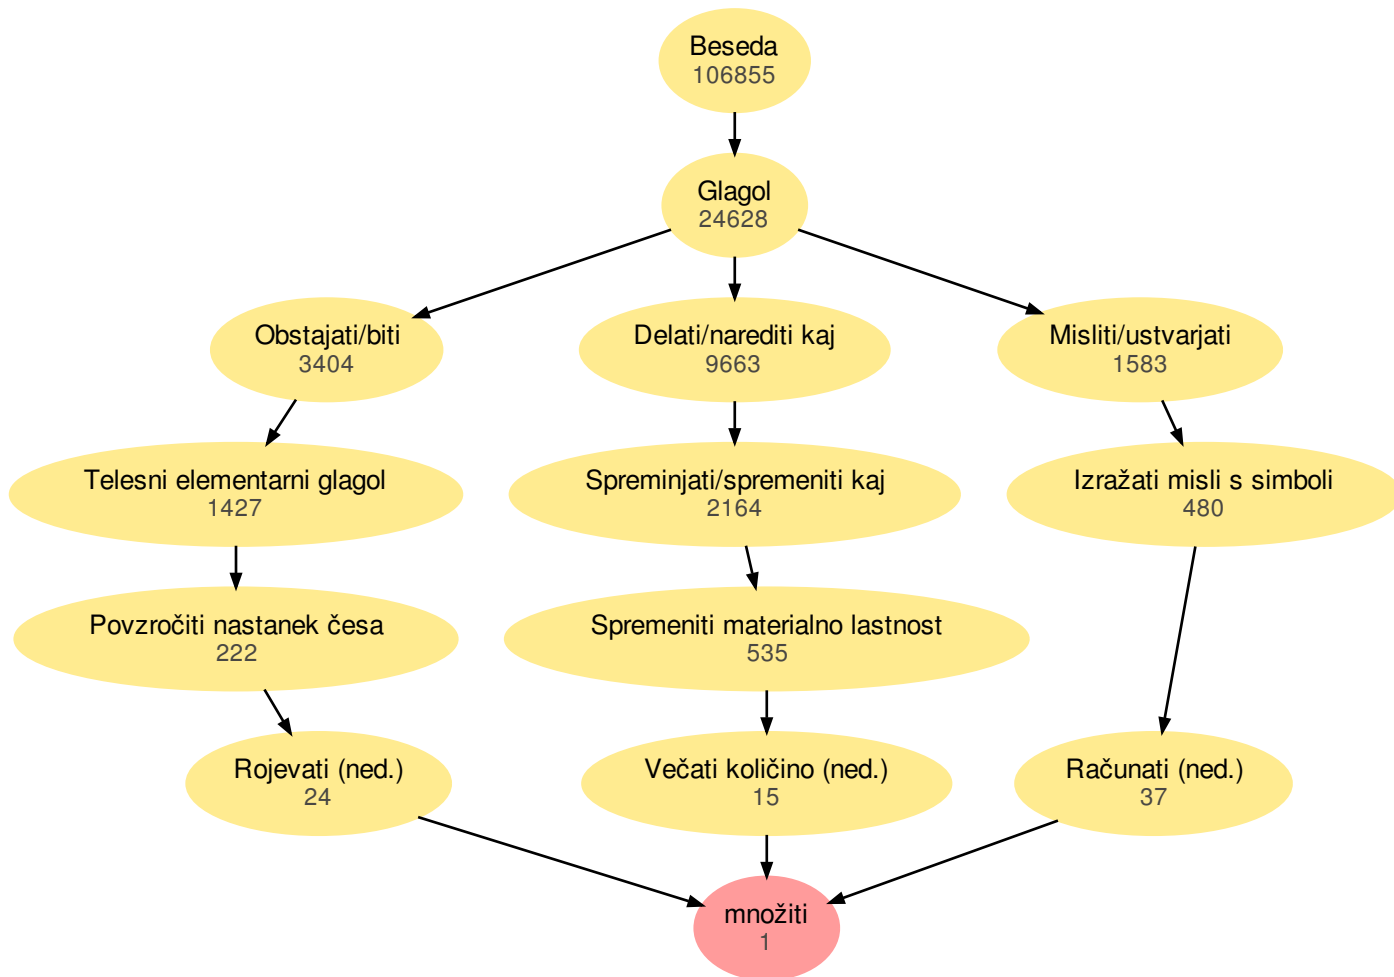 Beseda
106855
Glagol
24628
Obstajati/biti
3404
Delati/narediti kaj
9663
Misliti/ustvarjati
1583
Telesni elementarni glagol
1427
Spreminjati/spremeniti kaj
2164
Izražati misli s simboli
480
Povzročiti nastanek česa
222
Spremeniti materialno lastnost
535
Rojevati (ned.)
24
Večati količino (ned.)
15
Računati (ned.)
37
množiti
1